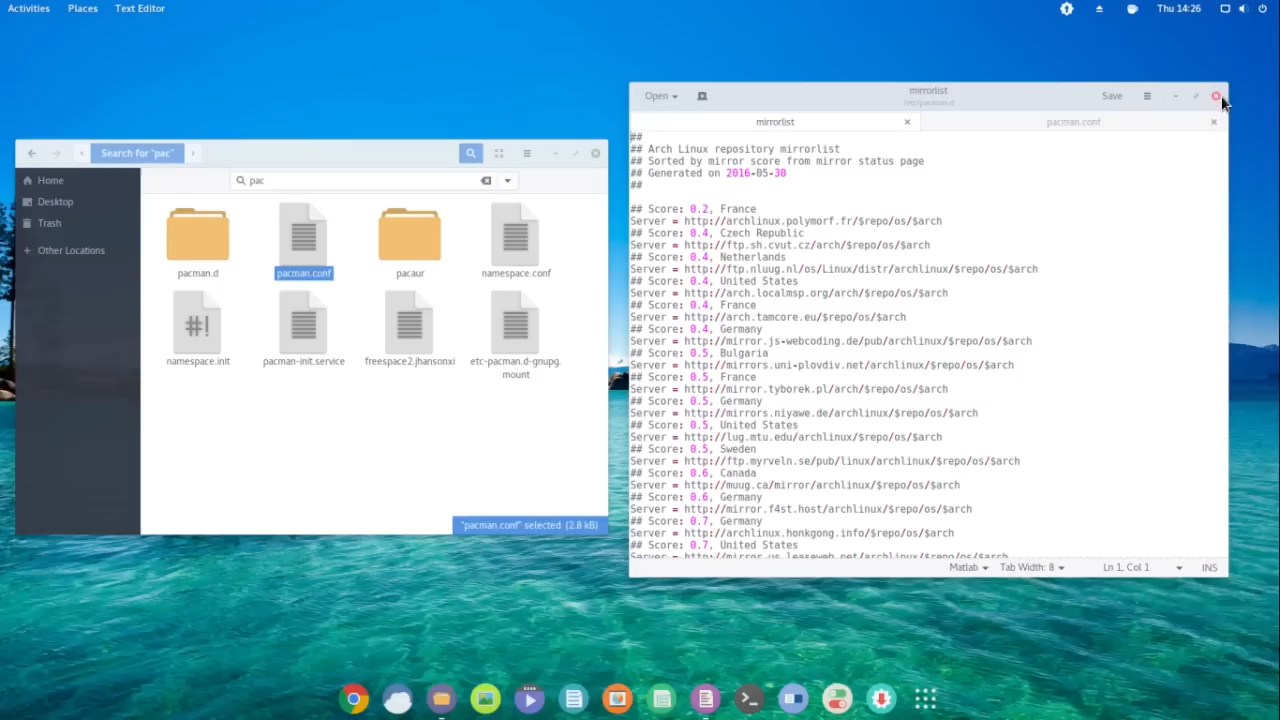 Activities Places Text Editor
Thu 14:26
Search for "pac"
pac
Home
Desktop
Trash
+ Other Locations
pacman.d
pacman.conf
pacaur
namespace.conf
#!
namespace.init
pacman-init.service
freespace2.jhansonxi
etc-pacman.d-gnupg.
mount
"pacman.conf" selected (2.8 kB)
Open
mirrorlist
/etc/pacman.d
Save
mirrorlist
pacman.conf
##
## Arch Linux repository mirrorlist
## Sorted by mirror score from mirror status page
## Generated on 2016-05-30
##
## Score: 0.2, France
Server = http://archlinux.polymorf.fr/$repo/os/$arch
## Score: 0.4, Czech Republic
Server = http://ftp.sh.cvut.cz/arch/$repo/os/$arch
## Score: 0.4, Netherlands
Server = http://ftp.nluug.nl/os/Linux/distr/archlinux/$repo/os/$arch
## Score: 0.4, United States
Server = http://arch.localmsp.org/arch/$repo/os/$arch
## Score: 0.4, France
Server = http://arch.tamcore.eu/$repo/os/$arch
## Score: 0.4, Germany
Server = http://mirror.js-webcoding.de/pub/archlinux/$repo/os/$arch
## Score: 0.5, Bulgaria
Server = http://mirrors.uni-plovdiv.net/archlinux/$repo/os/$arch
## Score: 0.5, France
Server = http://mirror.tyborek.pl/arch/$repo/os/$arch
## Score: 0.5, Germany
Server = http://mirrors.niyawe.de/archlinux/$repo/os/$arch
## Score: 0.5, United States
Server = http://lug.mtu.edu/archlinux/$repo/os/$arch
## Score: 0.5, Sweden
Server = http://ftp.myrveln.se/pub/linux/archlinux/$repo/os/$arch
## Score: 0.6, Canada
Server = http://muug.ca/mirror/archlinux/$repo/os/$arch
## Score: 0.6, Germany
Server = http://mirror.f4st.host/archlinux/$repo/os/$arch
## Score: 0.7, Germany
Server = http://archlinux.honkgong.info/$repo/os/$arch
## Score: 0.7, United States
Server = http://mirror.us.leaseweb.net/archlinux/$repo/os/$arch
Matlab Tab Width: 8 Ln 1, Col 1 INS